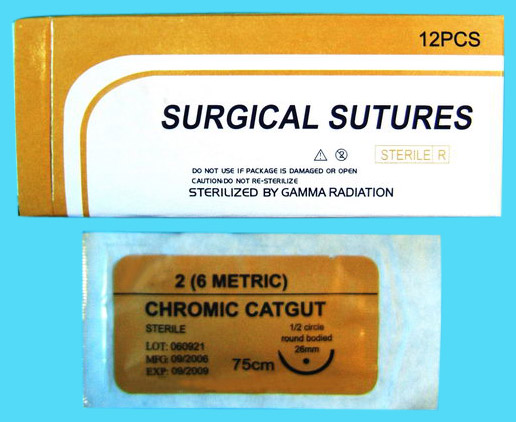 12PCS
SURGICAL SUTURES
STERILE R
DO NOT USE IF PACKAGE IS DAMAGED OR OPEN
CAUTION:DO NOT RE-STERILIZE
STERILIZED BY GAMMA RADIATION
2 (6 METRIC)
CHROMIC CATGUT
STERILE
1/2 circle
round bodied
26mm
LOT: 060921
MFG: 09/2006
EXP: 09/2009
75cm